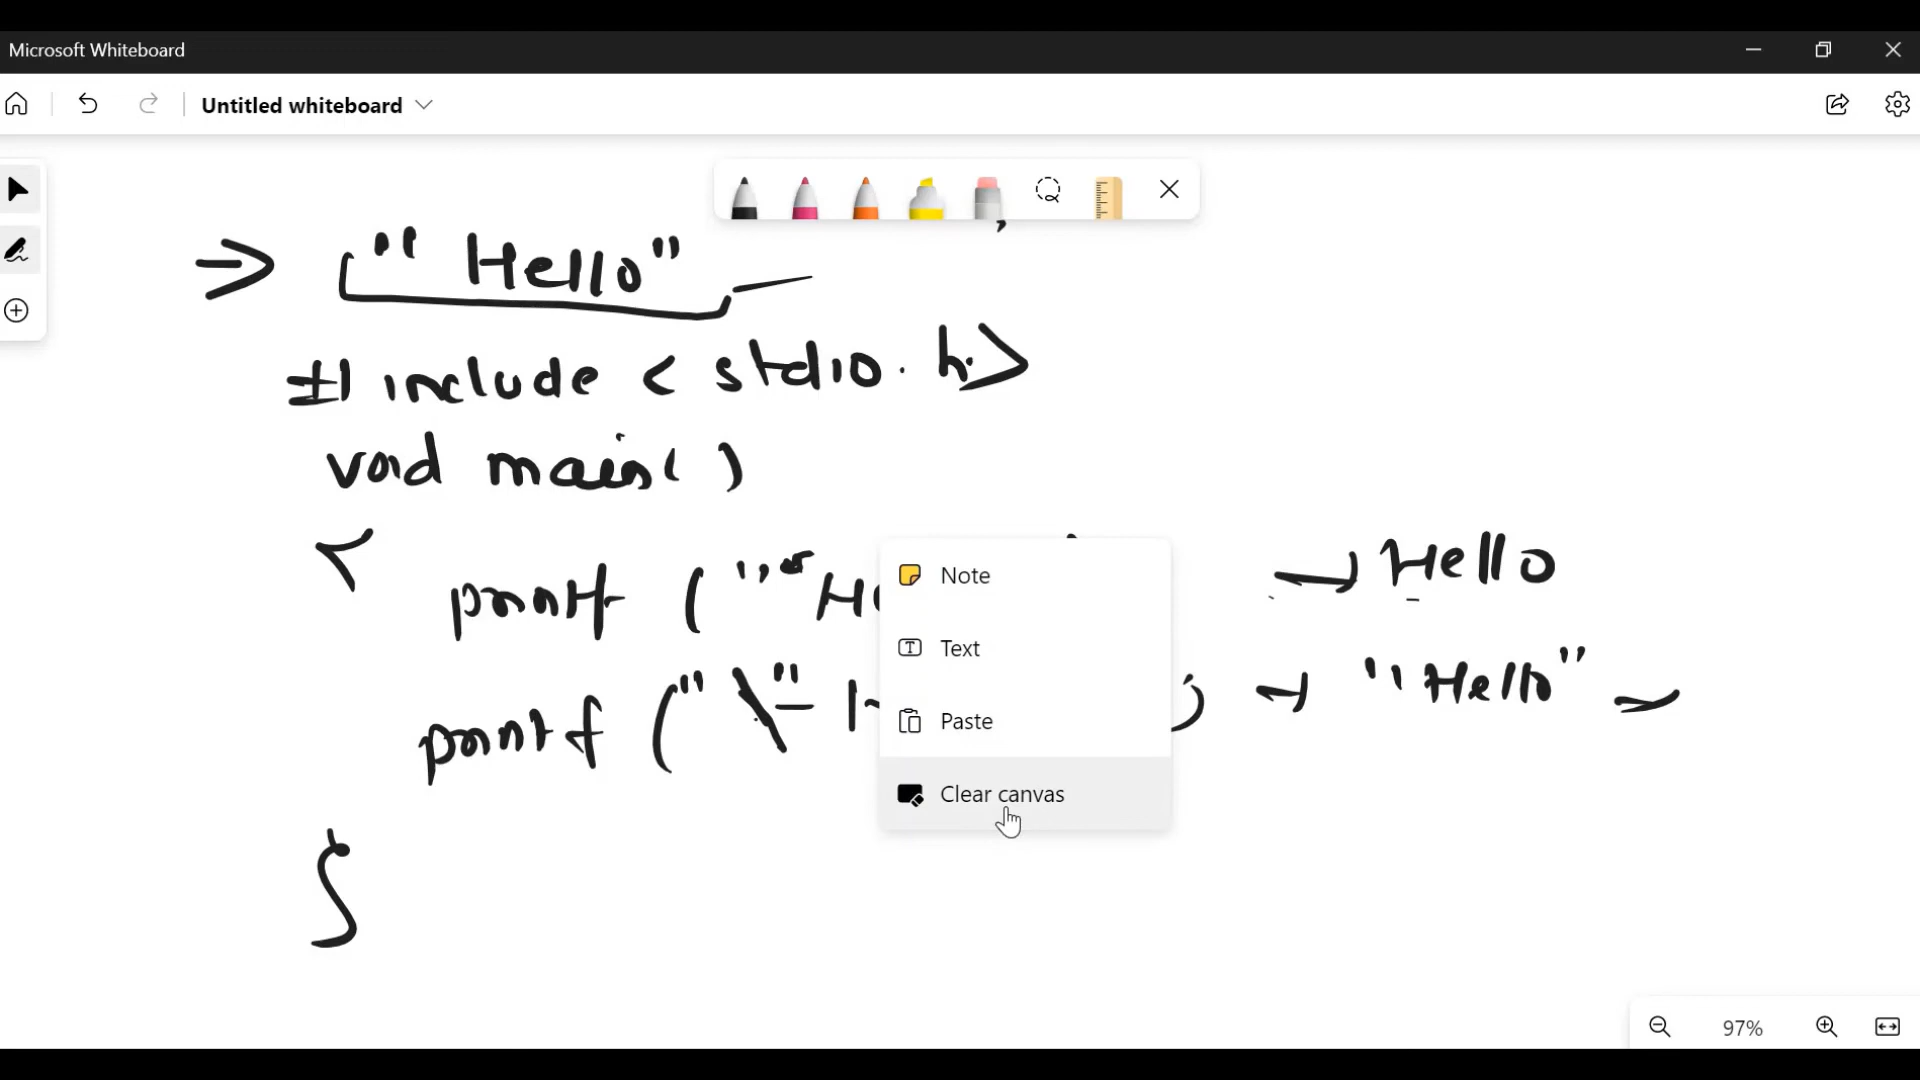 Microsoft Whiteboard
Untitled whiteboard
=> " Hello"
# include < stdio. h>
void main( )
printf ( " " H
Note
→ Hello
Text
printf ( " \"
) → " Hello"
Paste
Clear canvas
}
97%